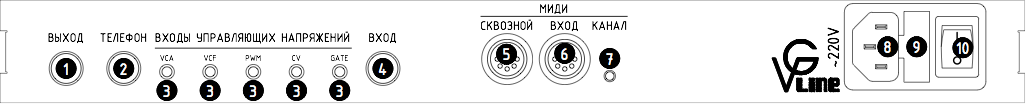 МИДИ
ВЫХОД ТЕЛЕФОН ВХОДЫ УПРАВЛЯЮЩИХ НАПРЯЖЕНИЙ ВХОД СКВОЗНОЙ ВХОД КАНАЛ
VCA VCF PWM CV GATE
1 2 3 3 3 3 3 4 5 6 7 8 9 10
~220V
VG Line